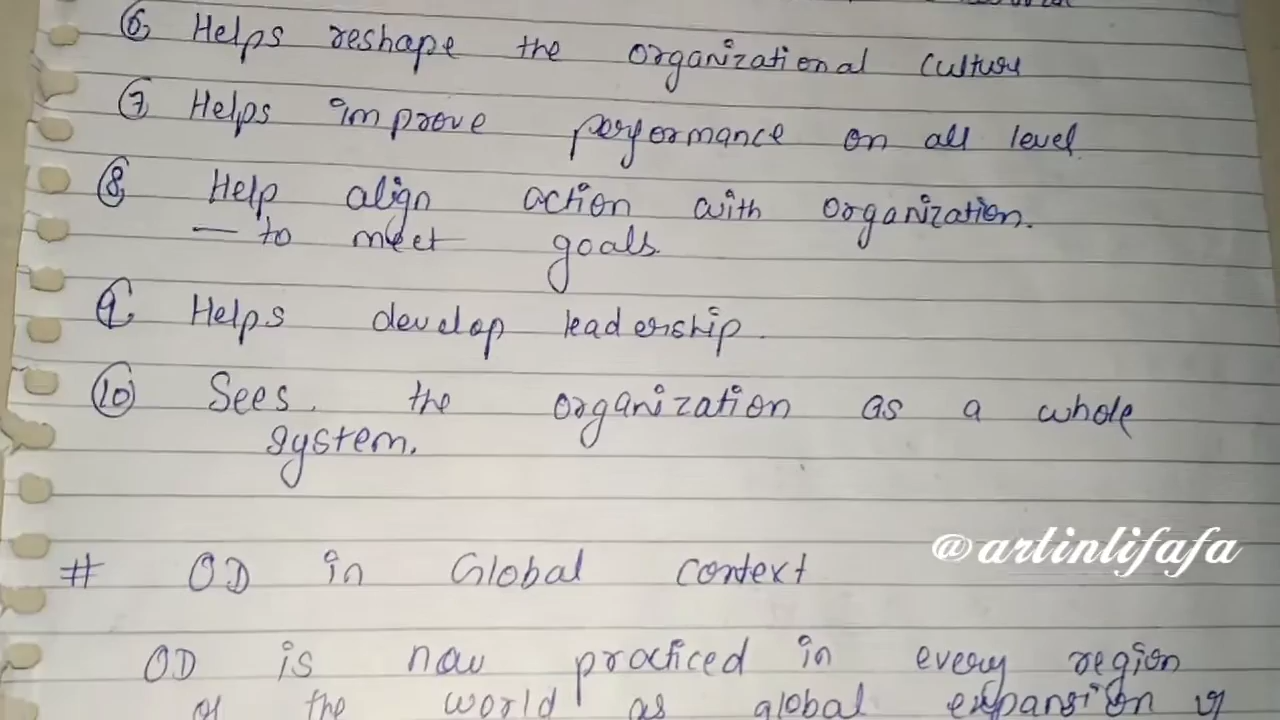 ⑥ Helps reshape the organizational culture
⑦ Helps improve performance on all level
⑧ Help align action with organization.
— to meet goals.
⑨ Helps develop leadership.
⑩ Sees. the organization as a whole
system.
@artinlifafa
# OD in Global context
OD is now practiced in every region
of the world as global expansion of